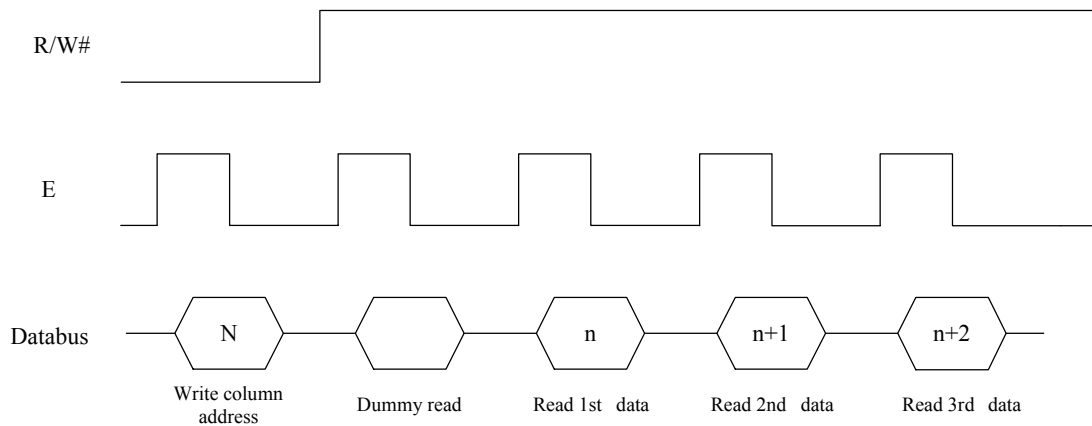 R/W#
E
Databus
N
n
n+1
n+2
Write column
address
Dummy read
Read 1st data
Read 2nd data
Read 3rd data